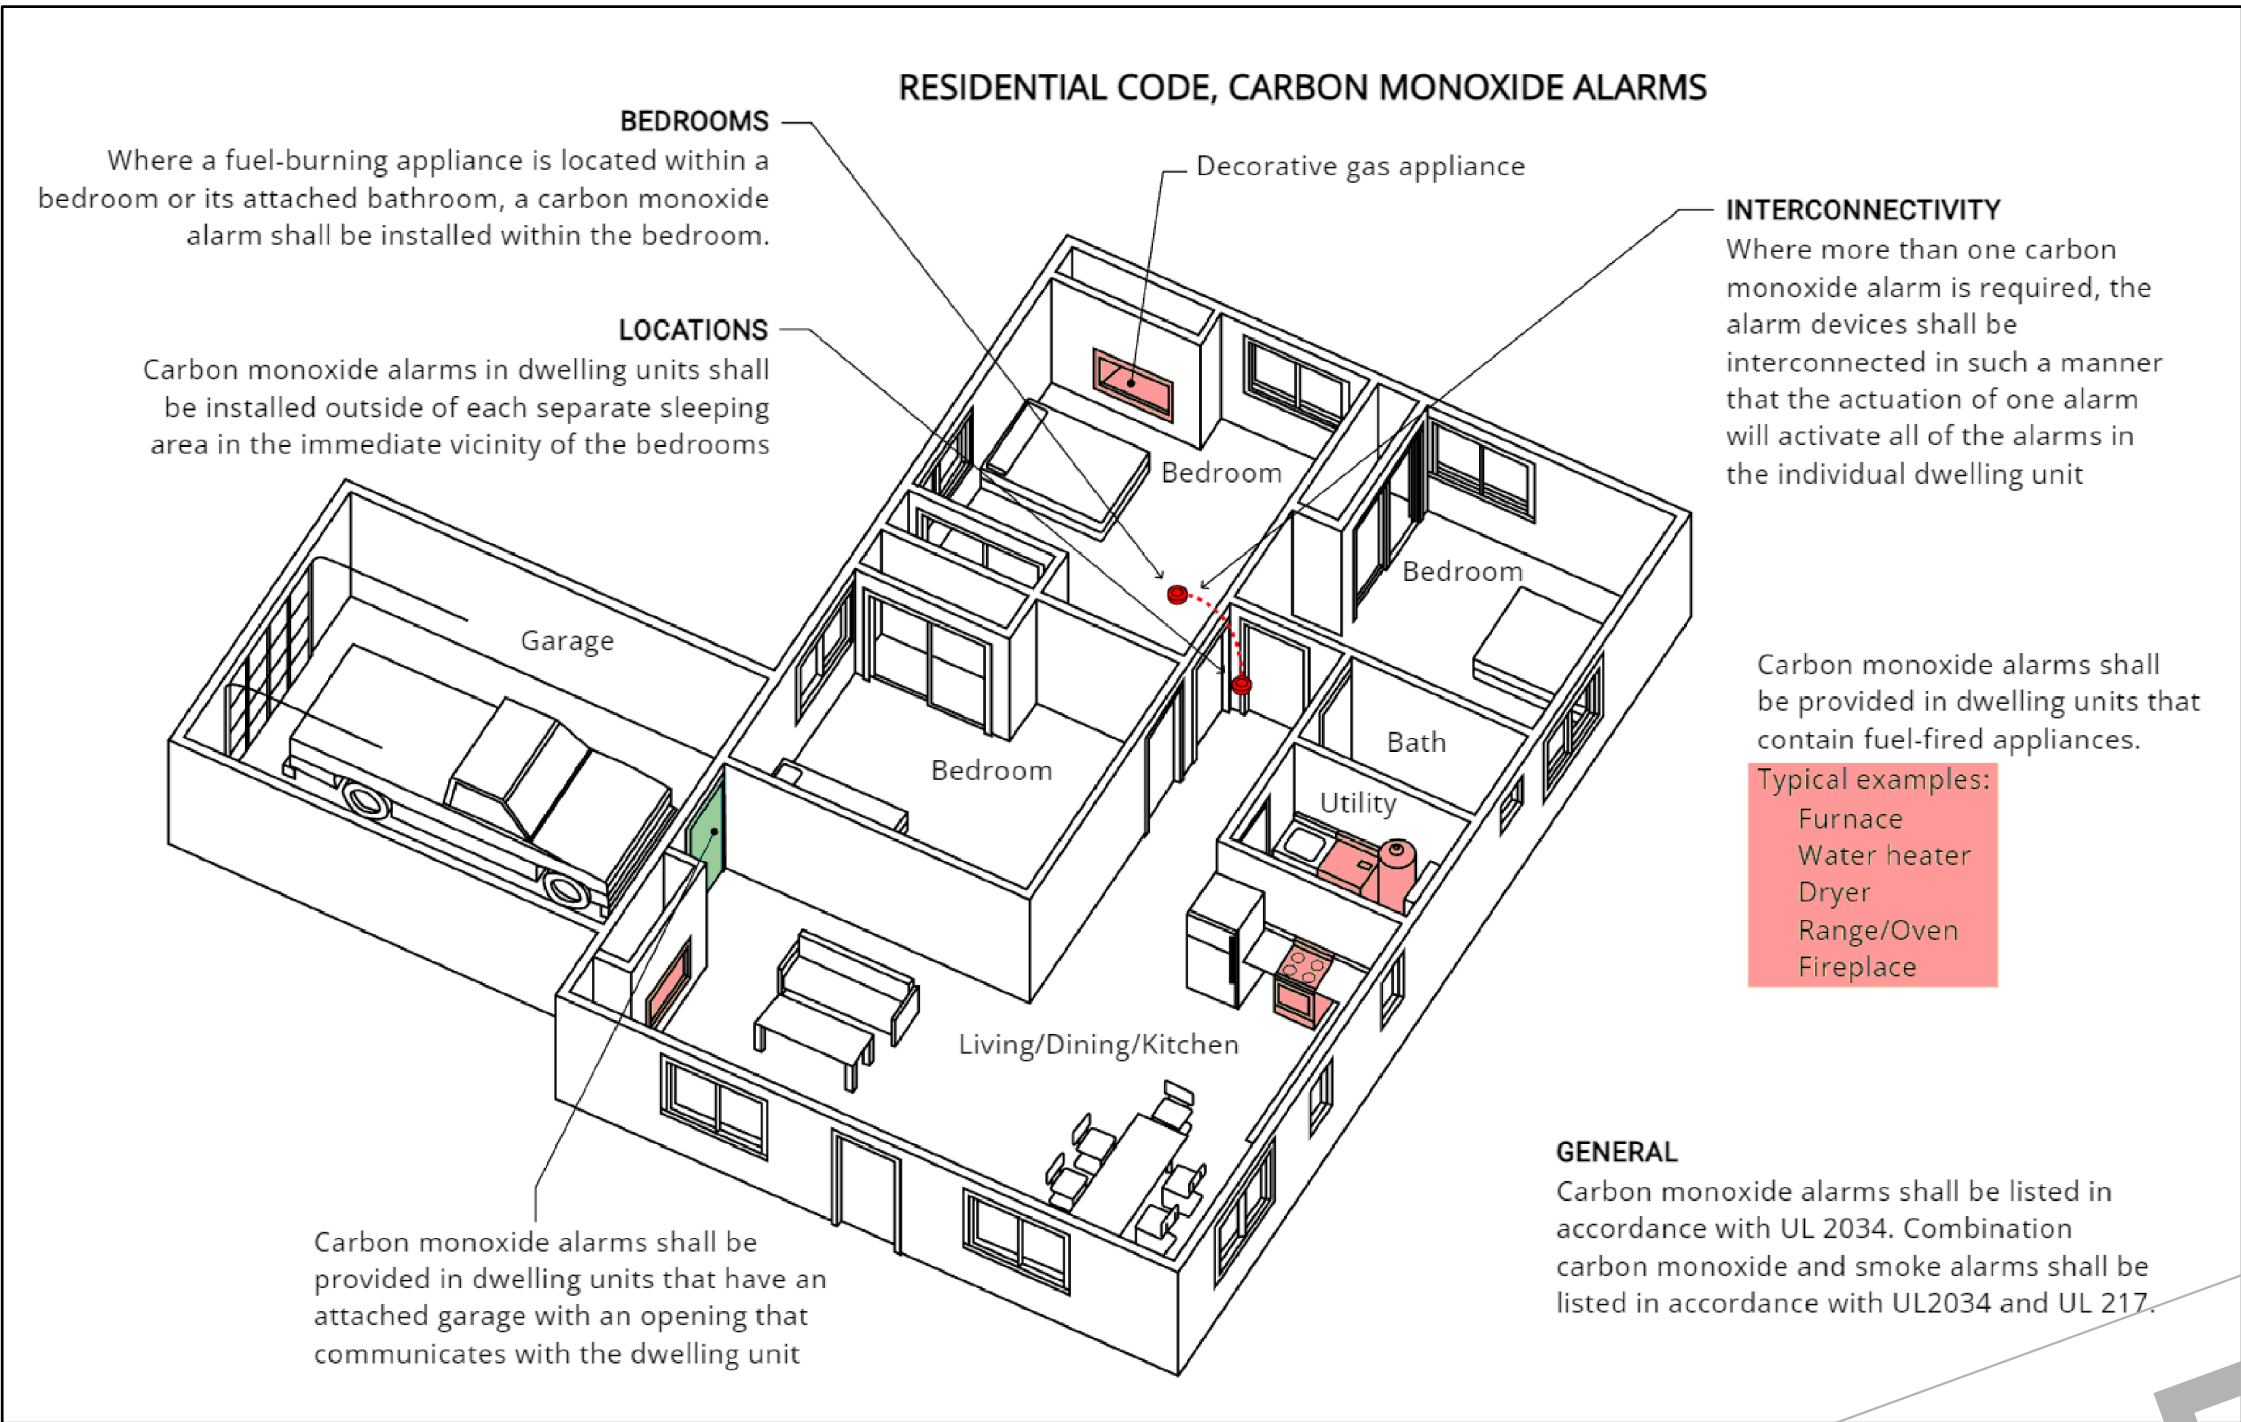 RESIDENTIAL CODE, CARBON MONOXIDE ALARMS
BEDROOMS
Where a fuel-burning appliance is located within a
bedroom or its attached bathroom, a carbon monoxide
alarm shall be installed within the bedroom.
Decorative gas appliance
INTERCONNECTIVITY
Where more than one carbon
monoxide alarm is required, the
alarm devices shall be
interconnected in such a manner
that the actuation of one alarm
will activate all of the alarms in
the individual dwelling unit
LOCATIONS
Carbon monoxide alarms in dwelling units shall
be installed outside of each separate sleeping
area in the immediate vicinity of the bedrooms
Bedroom
Bedroom
Garage
Bedroom
Bath
Utility
Living/Dining/Kitchen
Carbon monoxide alarms shall
be provided in dwelling units that
contain fuel-fired appliances.
Typical examples:
Furnace
Water heater
Dryer
Range/Oven
Fireplace
GENERAL
Carbon monoxide alarms shall be listed in
accordance with UL 2034. Combination
carbon monoxide and smoke alarms shall be
listed in accordance with UL2034 and UL 217.
Carbon monoxide alarms shall be
provided in dwelling units that have an
attached garage with an opening that
communicates with the dwelling unit